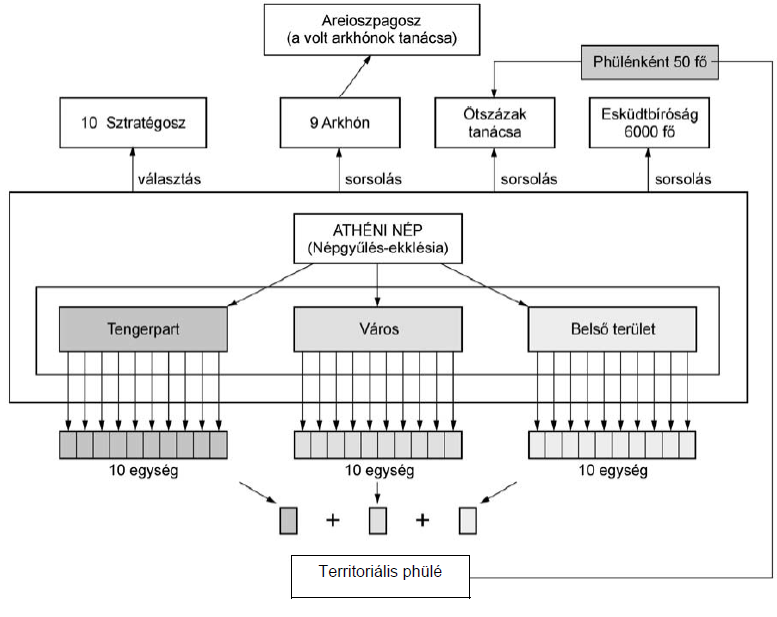 Areioszpagosz
(a volt arkhónok tanácsa)
Phülénként 50 fő
10 Sztratégosz
9 Arkhón
Ötszázak
tanácsa
Esküdtbíróság
6000 fő
választás
sorsolás
sorsolás
sorsolás
ATHÉNI NÉP
(Népgyűlés-ekklésia)
Tengerpart
Város
Belső terület
10 egység
10 egység
10 egység
+
+
Territoriális phülé